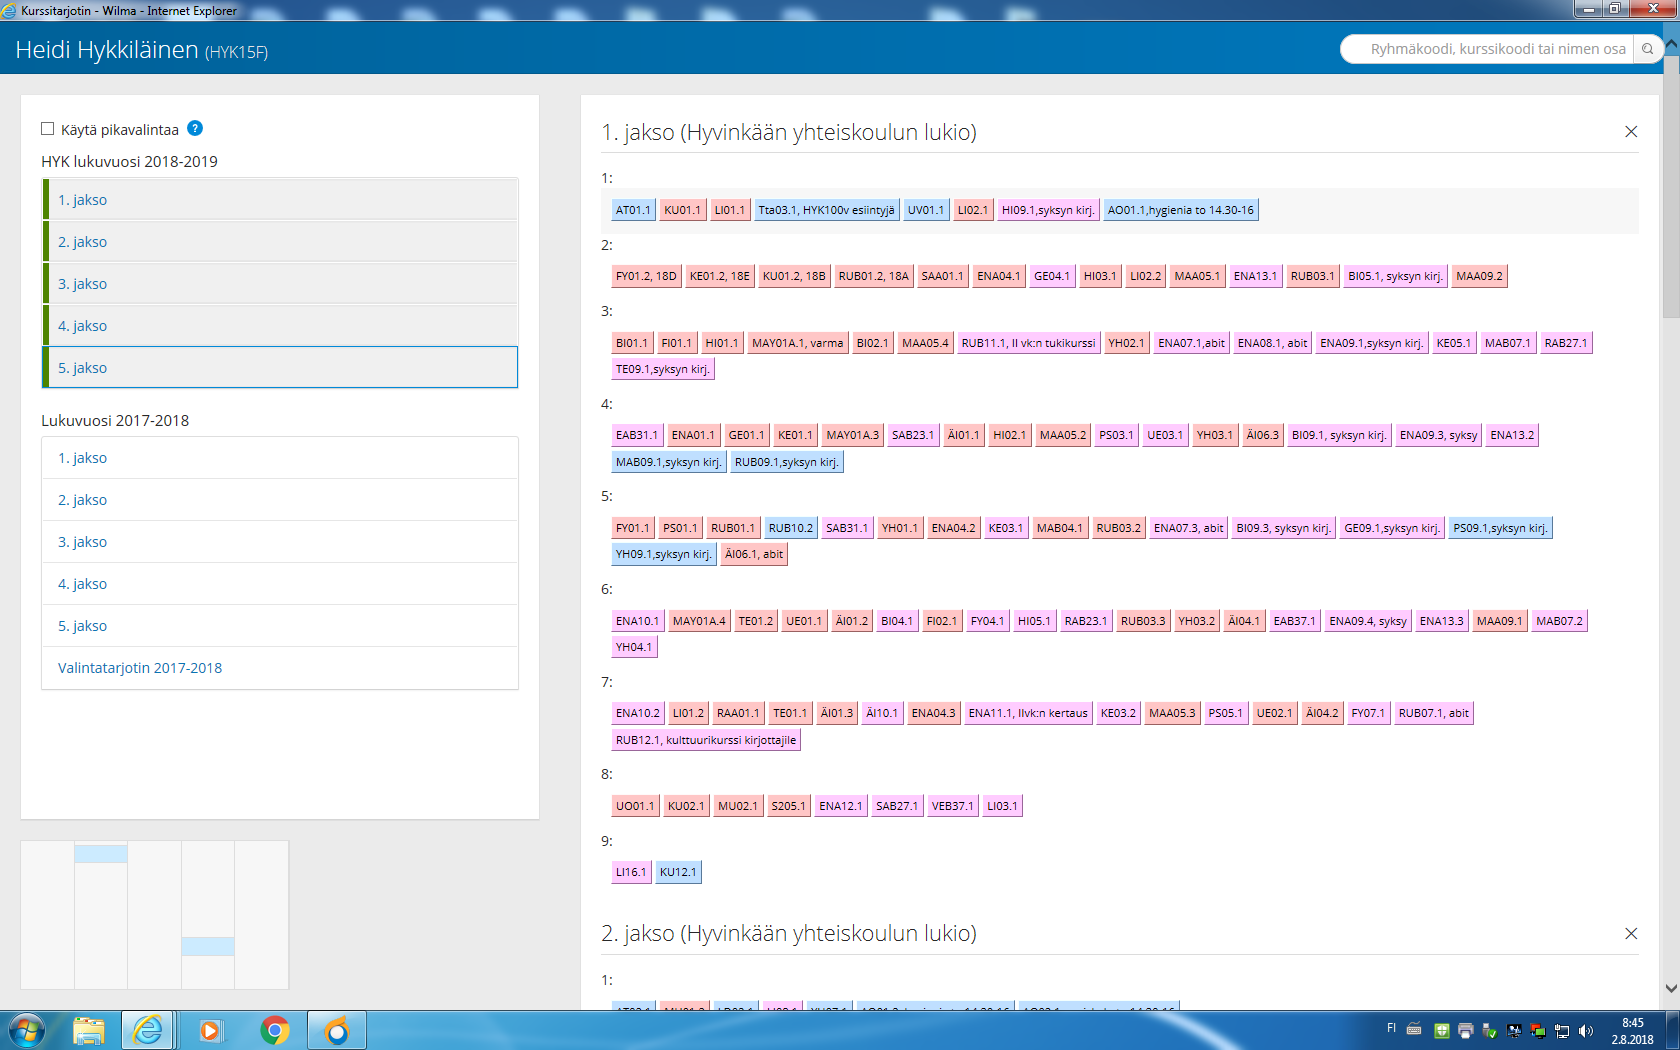 Kurssitarjotin - Wilma - Internet Explorer
Heidi Hykkiläinen (HYK15F)
Ryhmäkoodi, kurssikoodi tai nimen osa
Käytä pikavalintaa ?
HYK lukuvuosi 2018-2019
1. jakso
2. jakso
3. jakso
4. jakso
5. jakso
Lukuvuosi 2017-2018
1. jakso
2. jakso
3. jakso
4. jakso
5. jakso
Valintatarjotin 2017-2018
1. jakso (Hyvinkään yhteiskoulun lukio)
1:
AT01.1 KU01.1 LI01.1 Tta03.1, HYK100v esiintyjä UV01.1 LI02.1 HI09.1,syksyn kirj. AO01.1,hygienia to 14.30-16
2:
FY01.2, 18D KE01.2, 18E KU01.2, 18B RUB01.2, 18A SAA01.1 ENA04.1 GE04.1 HI03.1 LI02.2 MAA05.1 ENA13.1 RUB03.1 BI05.1, syksyn kirj. MAA09.2
3:
BI01.1 FI01.1 HI01.1 MAY01A.1, varma BI02.1 MAA05.4 RUB11.1, II vk:n tukikurssi YH02.1 ENA07.1,abit ENA08.1, abit ENA09.1,syksyn kirj. KE05.1 MAB07.1 RAB27.1
TE09.1,syksyn kirj.
4:
EAB31.1 ENA01.1 GE01.1 KE01.1 MAY01A.3 SAB23.1 ÄI01.1 HI02.1 MAA05.2 PS03.1 UE03.1 YH03.1 ÄI06.3 BI09.1, syksyn kirj. ENA09.3, syksy ENA13.2
MAB09.1,syksyn kirj. RUB09.1,syksyn kirj.
5:
FY01.1 PS01.1 RUB01.1 RUB10.2 SAB31.1 YH01.1 ENA04.2 KE03.1 MAB04.1 RUB03.2 ENA07.3, abit BI09.3, syksyn kirj. GE09.1,syksyn kirj. PS09.1,syksyn kirj.
YH09.1,syksyn kirj. ÄI06.1, abit
6:
ENA10.1 MAY01A.4 TE01.2 UE01.1 ÄI01.2 BI04.1 FI02.1 FY04.1 HI05.1 RAB23.1 RUB03.3 YH03.2 ÄI04.1 EAB37.1 ENA09.4, syksy ENA13.3 MAA09.1 MAB07.2
YH04.1
7:
ENA10.2 LI01.2 RAA01.1 TE01.1 ÄI01.3 ÄI10.1 ENA04.3 ENA11.1, IIvk:n kertaus KE03.2 MAA05.3 PS05.1 UE02.1 ÄI04.2 FY07.1 RUB07.1, abit
RUB12.1, kulttuurikurssi kirjottajile
8:
UO01.1 KU02.1 MU02.1 S205.1 ENA12.1 SAB27.1 VEB37.1 LI03.1
9:
LI16.1 KU12.1
2. jakso (Hyvinkään yhteiskoulun lukio)
1:
FI
8:45
2.8.2018